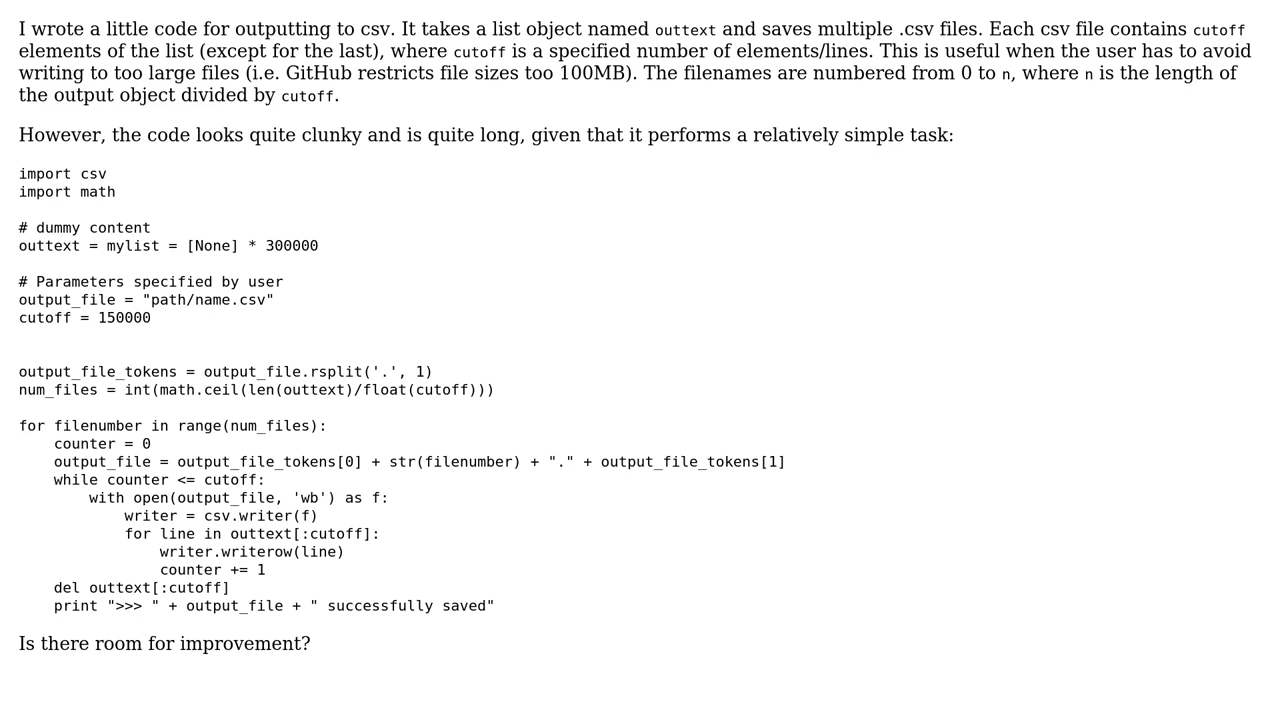 I wrote a little code for outputting to csv. It takes a list object named outtext and saves multiple .csv files. Each csv file contains cutoff
elements of the list (except for the last), where cutoff is a specified number of elements/lines. This is useful when the user has to avoid
writing to too large files (i.e. GitHub restricts file sizes too 100MB). The filenames are numbered from 0 to n, where n is the length of
the output object divided by cutoff.
However, the code looks quite clunky and is quite long, given that it performs a relatively simple task:
import csv
import math
# dummy content
outtext = mylist = [None] * 300000
# Parameters specified by user
output_file = "path/name.csv"
cutoff = 150000
output_file_tokens = output_file.rsplit('.', 1)
num_files = int(math.ceil(len(outtext)/float(cutoff)))
for filenumber in range(num_files):
    counter = 0
    output_file = output_file_tokens[0] + str(filenumber) + "." + output_file_tokens[1]
    while counter <= cutoff:
        with open(output_file, 'wb') as f:
            writer = csv.writer(f)
            for line in outtext[:cutoff]:
                writer.writerow(line)
                counter += 1
    del outtext[:cutoff]
    print ">>> " + output_file + " successfully saved"
Is there room for improvement?